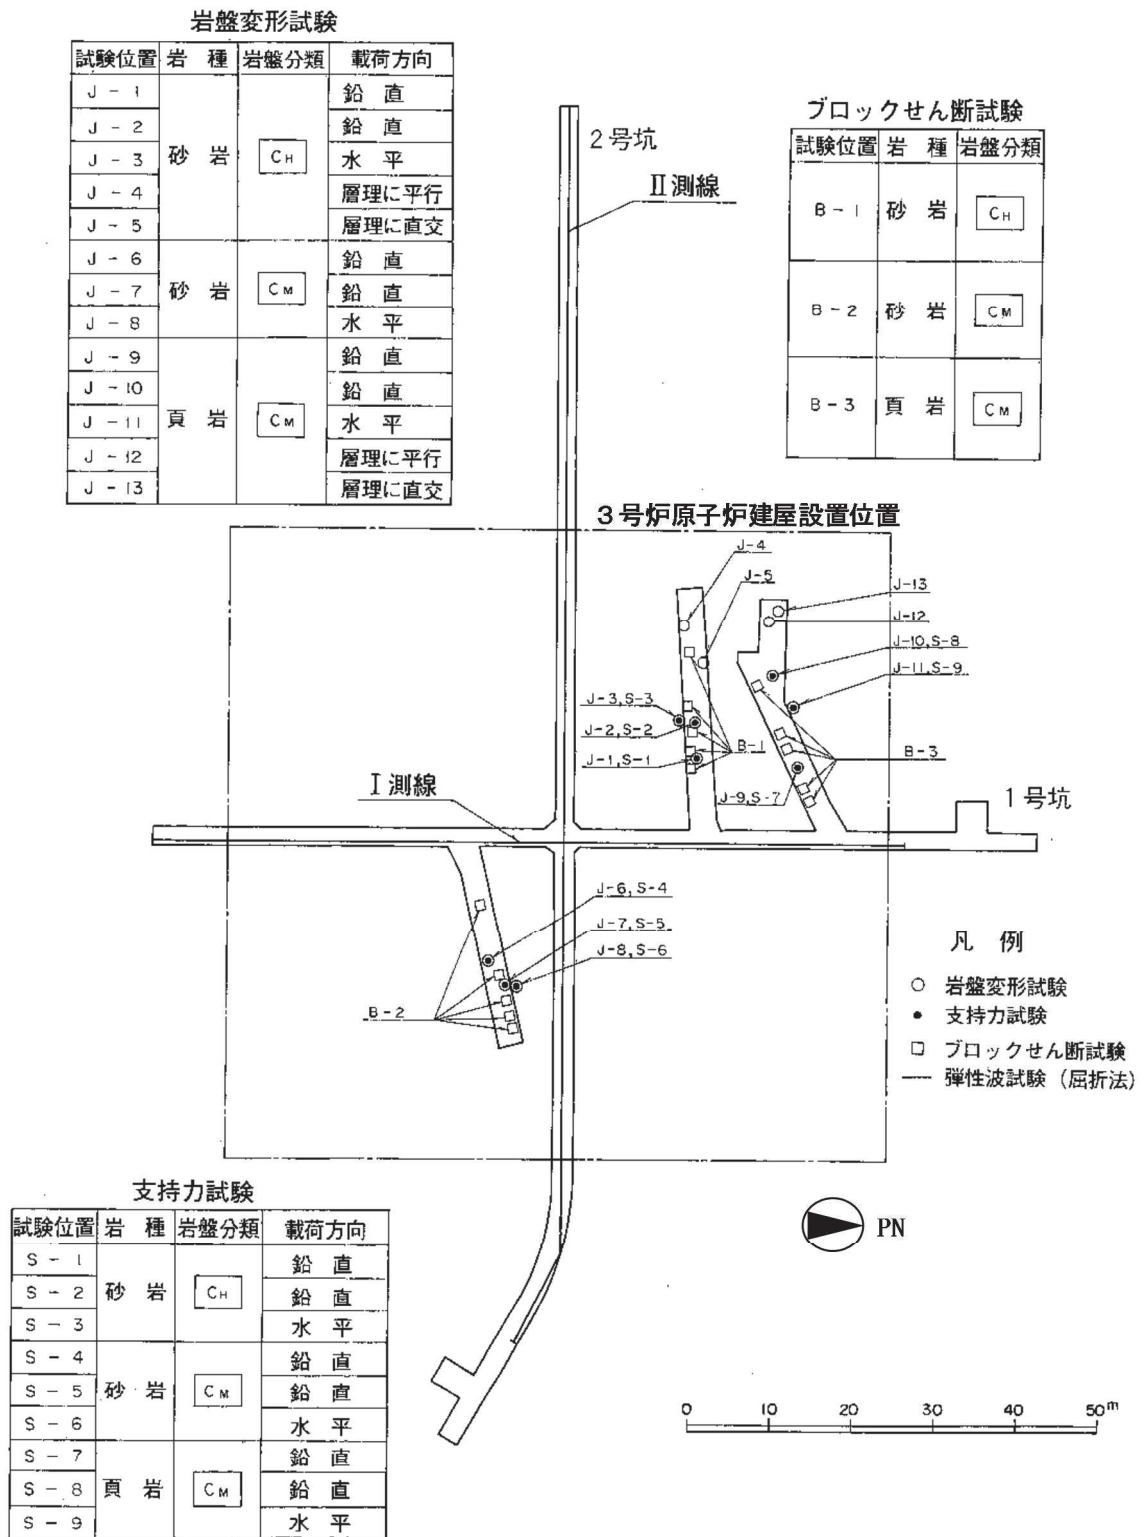 岩盤変形試験
試験位置 岩種 岩盤分類 載荷方向
J-1 砂岩 CH 鉛直
J-2 鉛直
J-3 水平
J-4 層理に平行
J-5 層理に直交
J-6 砂岩 CM 鉛直
J-7 鉛直
J-8 水平
J-9 頁岩 CM 鉛直
J-10 鉛直
J-11 水平
J-12 層理に平行
J-13 層理に直交
ブロックせん断試験
試験位置 岩種 岩盤分類
B-1 砂岩 CH
B-2 砂岩 CM
B-3 頁岩 CM
2号坑
Ⅱ測線
3号炉原子炉建屋設置位置
J-4
J-5
J-13
J-12
J-10,S-8
J-11,S-9
J-3,S-3
J-2,S-2
J-1,S-1
B-1
B-3
J-9,S-7
Ⅰ測線
1号坑
J-6,S-4
J-7,S-5
J-8,S-6
B-2
凡例
岩盤変形試験
支持力試験
ブロックせん断試験
弾性波試験(屈折法)
支持力試験
試験位置 岩種 岩盤分類 載荷方向
S-1 砂岩 CH 鉛直
S-2 鉛直
S-3 水平
S-4 砂岩 CM 鉛直
S-5 鉛直
S-6 水平
S-7 頁岩 CM 鉛直
S-8 鉛直
S-9 水平
PN
0 10 20 30 40 50m